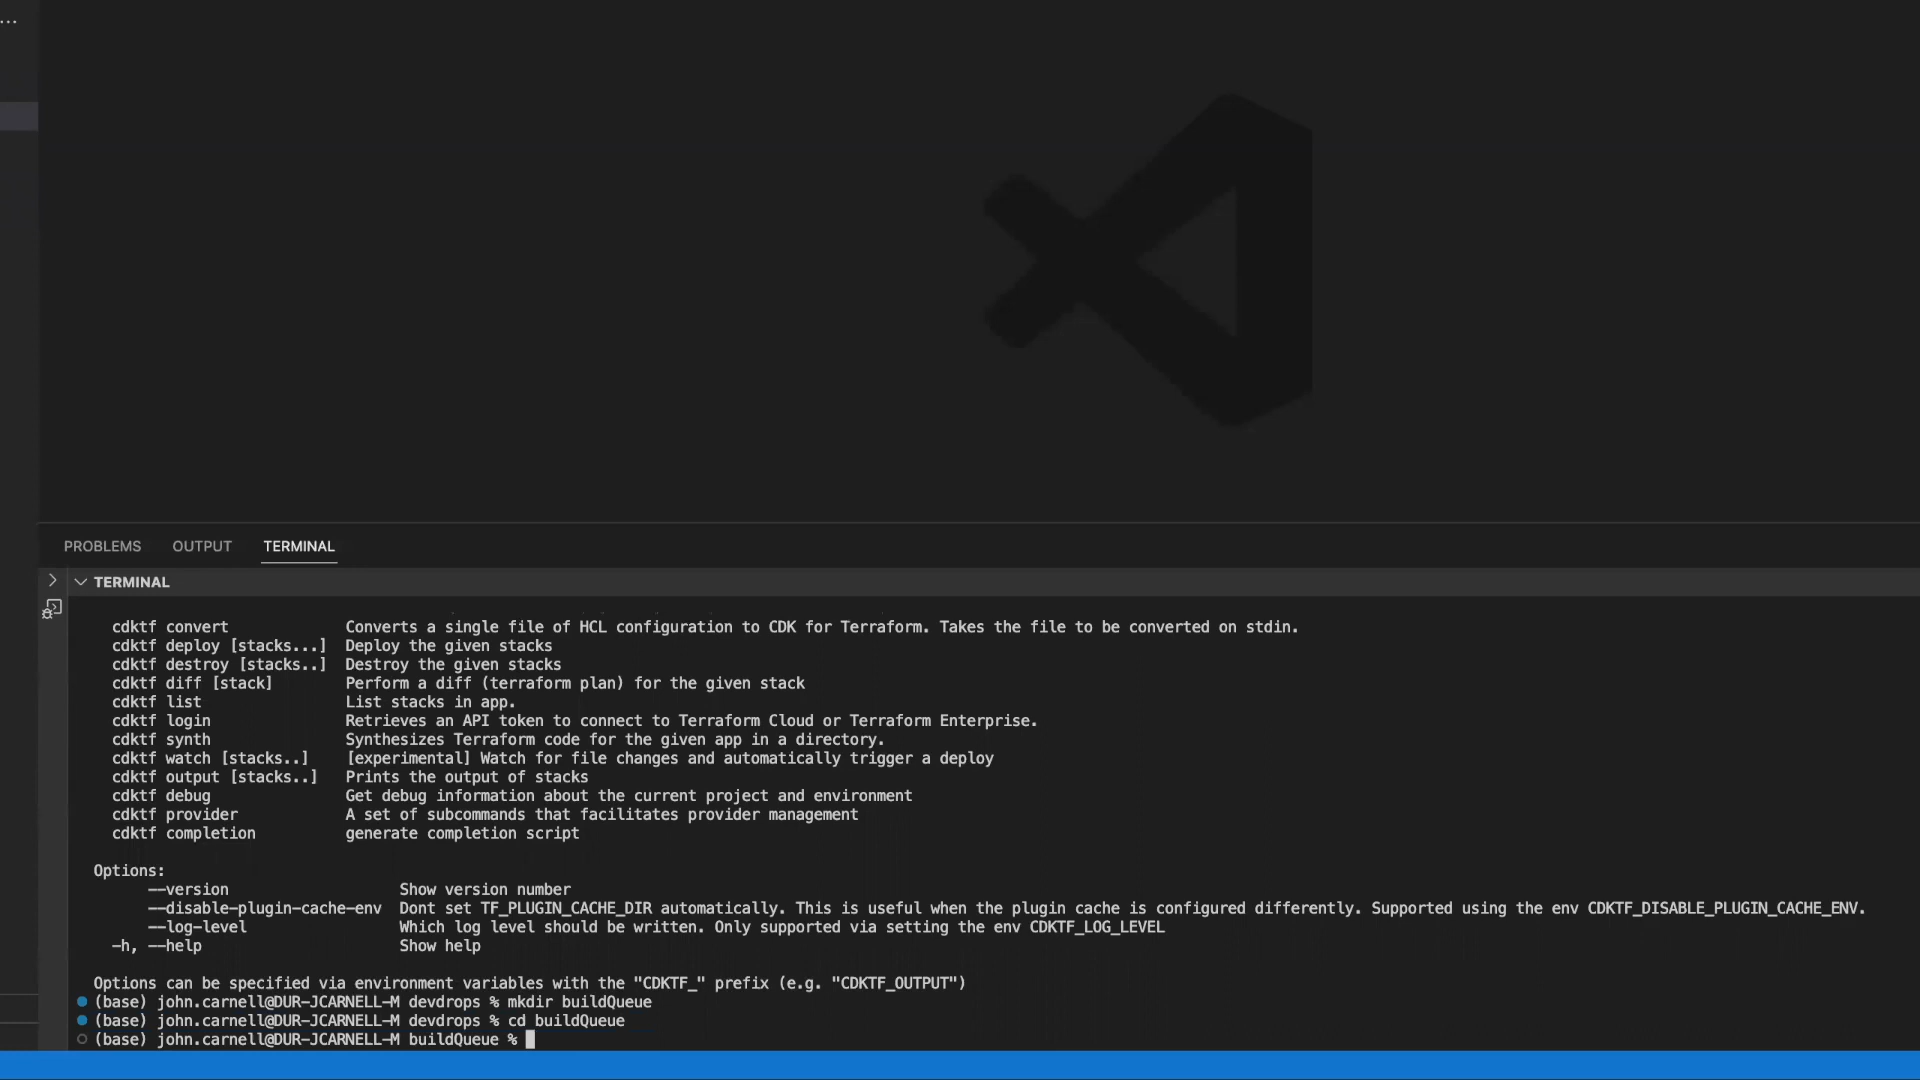 ...
PROBLEMS OUTPUT TERMINAL
TERMINAL
cdktf convert Converts a single file of HCL configuration to CDK for Terraform. Takes the file to be converted on stdin.
cdktf deploy [stacks...] Deploy the given stacks
cdktf destroy [stacks..] Destroy the given stacks
cdktf diff [stack] Perform a diff (terraform plan) for the given stack
cdktf list List stacks in app.
cdktf login Retrieves an API token to connect to Terraform Cloud or Terraform Enterprise.
cdktf synth Synthesizes Terraform code for the given app in a directory.
cdktf watch [stacks..] [experimental] Watch for file changes and automatically trigger a deploy
cdktf output [stacks..] Prints the output of stacks
cdktf debug Get debug information about the current project and environment
cdktf provider A set of subcommands that facilitates provider management
cdktf completion generate completion script
Options:
--version Show version number
--disable-plugin-cache-env Dont set TF_PLUGIN_CACHE_DIR automatically. This is useful when the plugin cache is configured differently. Supported using the env CDKTF_DISABLE_PLUGIN_CACHE_ENV.
--log-level Which log level should be written. Only supported via setting the env CDKTF_LOG_LEVEL
-h, --help Show help
Options can be specified via environment variables with the "CDKTF_" prefix (e.g. "CDKTF_OUTPUT")
(base) john.carnell@DUR-JCARNELL-M devdrops % mkdir buildQueue
(base) john.carnell@DUR-JCARNELL-M devdrops % cd buildQueue
(base) john.carnell@DUR-JCARNELL-M buildQueue %